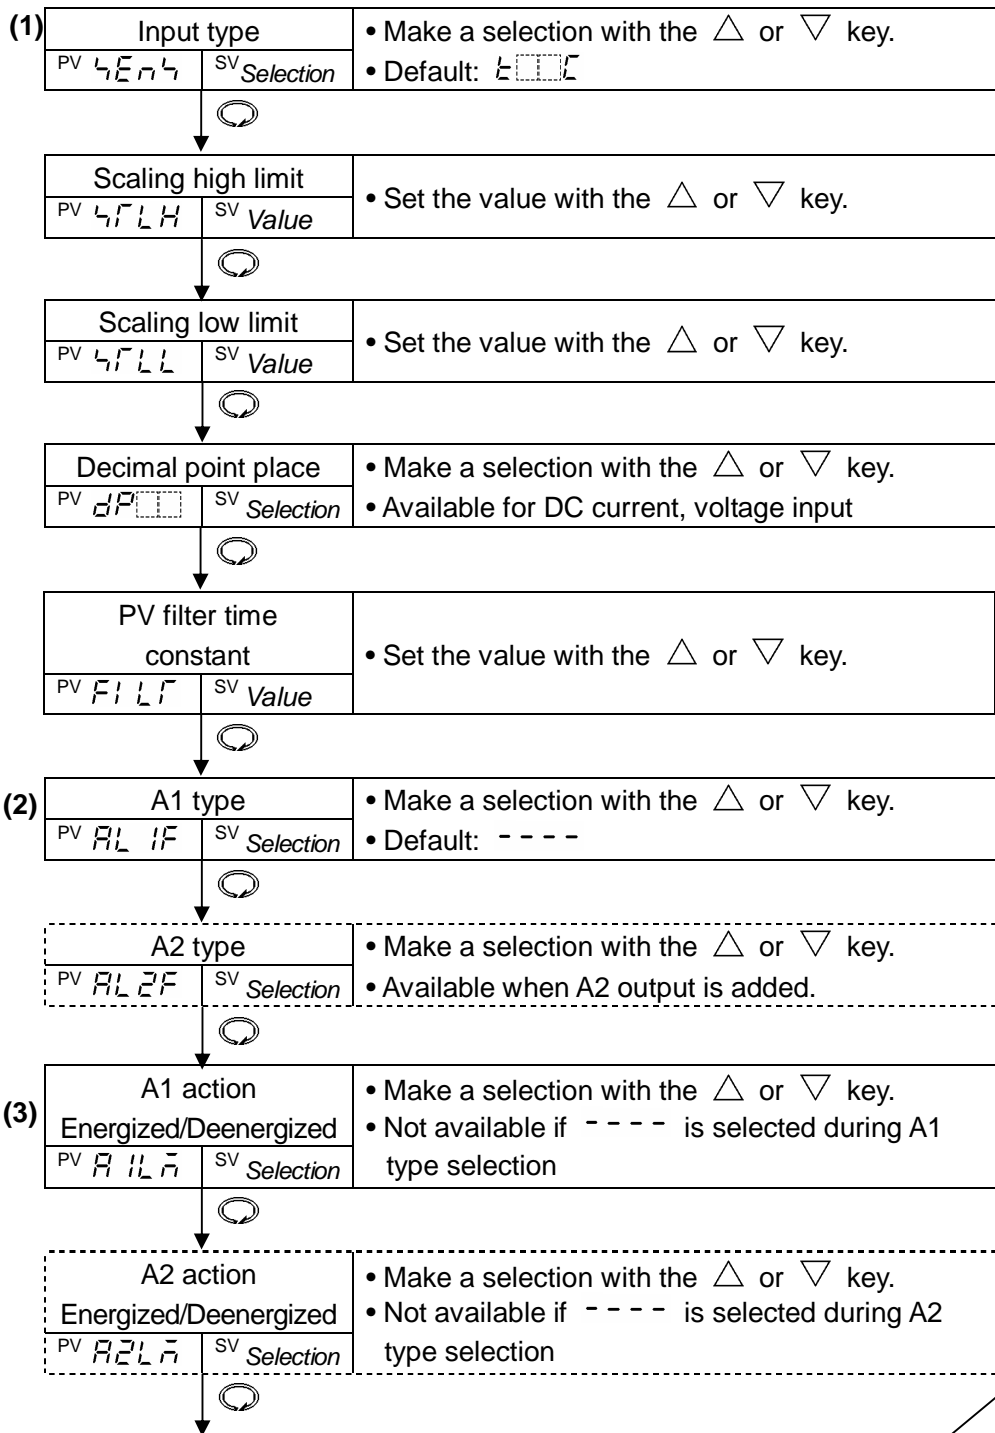 (1) Input type • Make a selection with the △ or ▽ key.
PV SEnS SV Selection • Default: E C
Scaling high limit
PV SFLH SV Value • Set the value with the △ or ▽ key.
Scaling low limit
PV SFLL SV Value • Set the value with the △ or ▽ key.
Decimal point place • Make a selection with the △ or ▽ key.
PV dP SV Selection • Available for DC current, voltage input
PV filter time
constant • Set the value with the △ or ▽ key.
PV FILT SV Value
(2) A1 type • Make a selection with the △ or ▽ key.
PV AL1F SV Selection • Default: ----
A2 type • Make a selection with the △ or ▽ key.
PV AL2F SV Selection • Available when A2 output is added.
(3) A1 action • Make a selection with the △ or ▽ key.
Energized/Deenergized • Not available if ---- is selected during A1
PV A1Lm SV Selection type selection
A2 action • Make a selection with the △ or ▽ key.
Energized/Deenergized • Not available if ---- is selected during A2
PV A2Lm SV Selection type selection